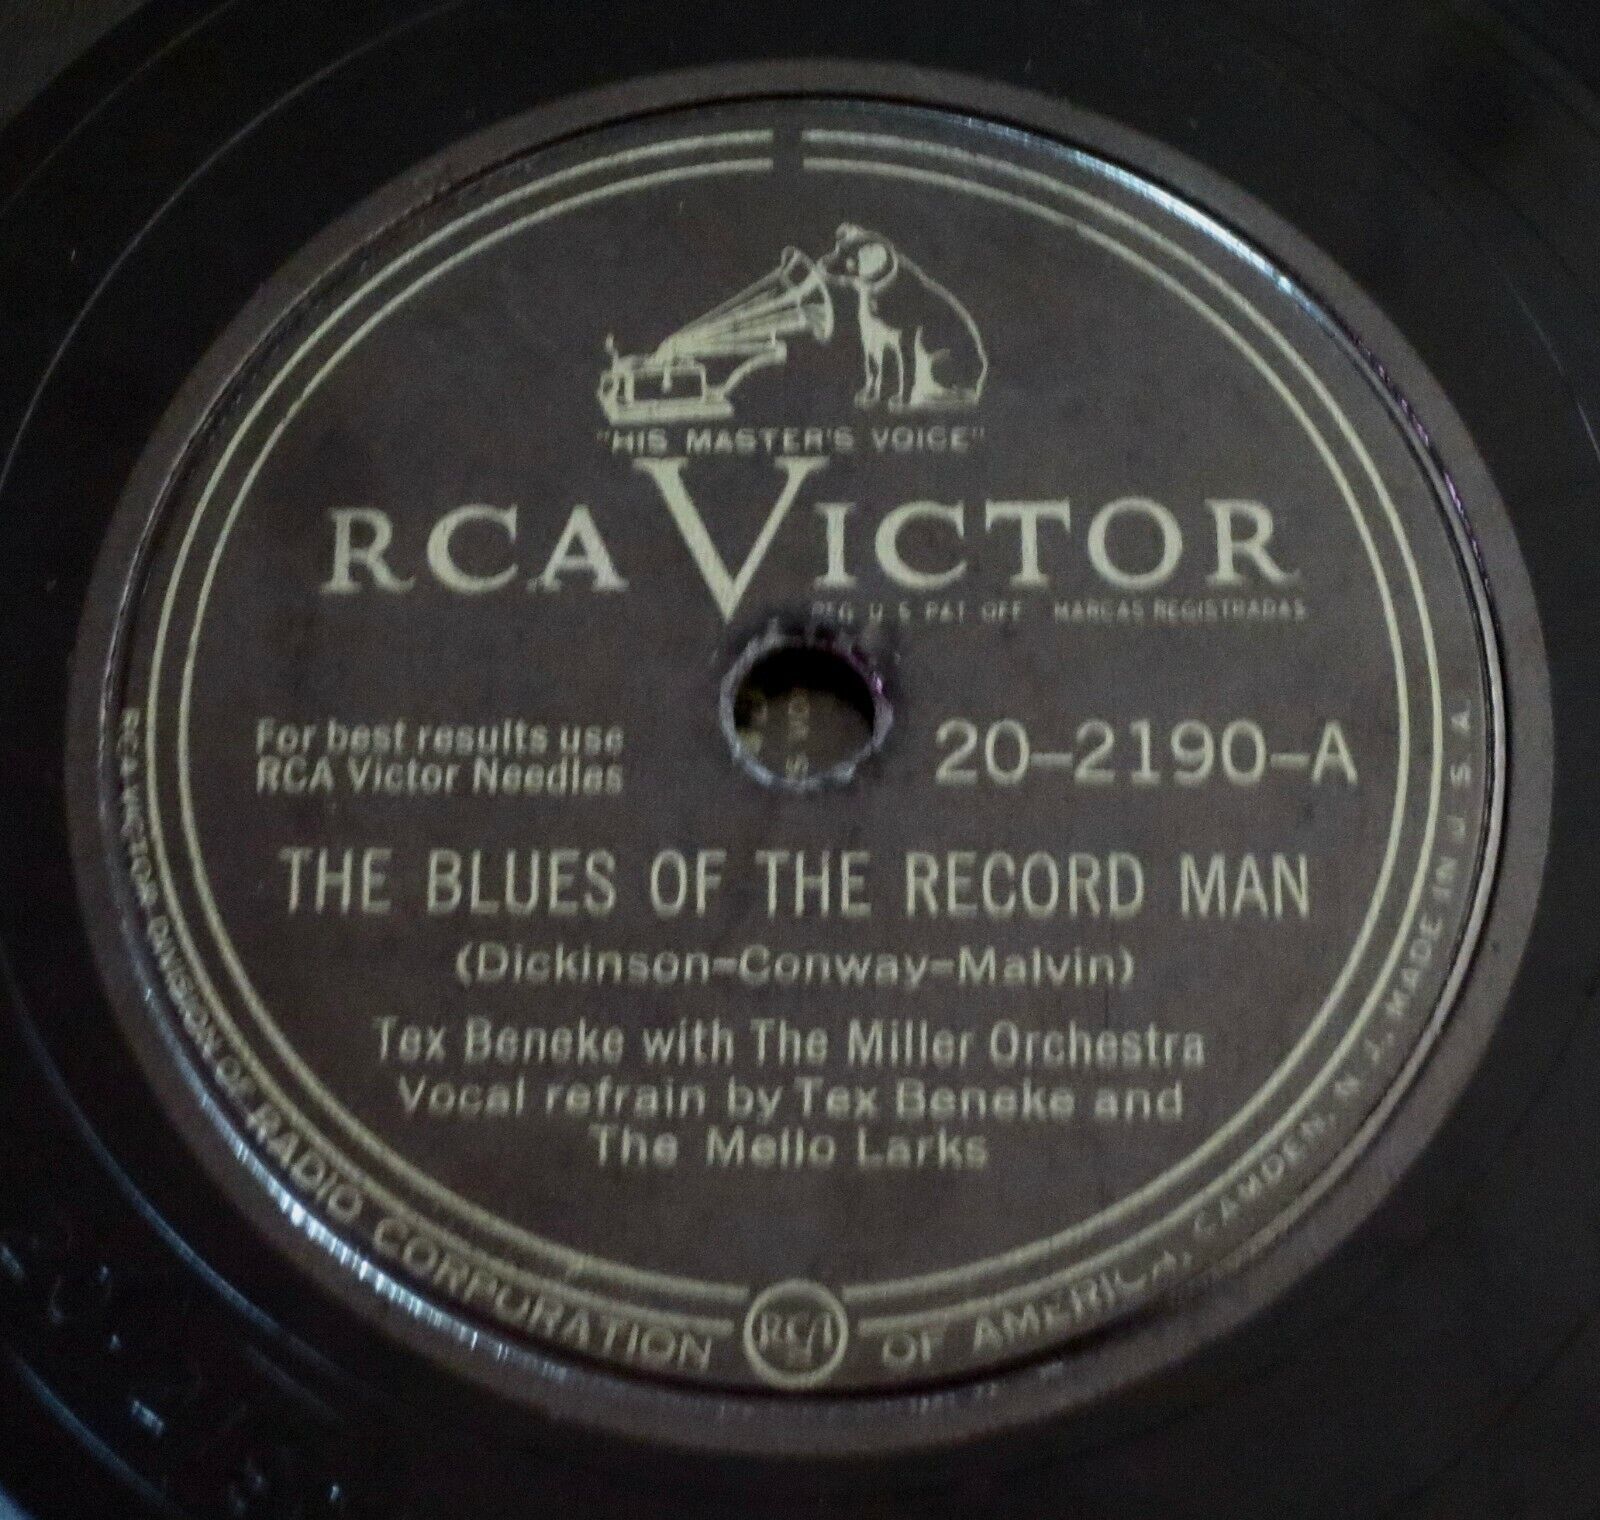 "HIS MASTER'S VOICE"
RCA VICTOR
REG. U. S. PAT. OFF. MARCAS REGISTRADAS
For best results use
RCA Victor Needles
20-2190-A
THE BLUES OF THE RECORD MAN
(Dickinson-Conway-Malvin)
Tex Beneke with The Miller Orchestra
Vocal refrain by Tex Beneke and
The Mello Larks
RCA VICTOR DIVISION OF RADIO CORPORATION OF AMERICA, CAMDEN, N. J., MADE IN U. S. A.
RCA